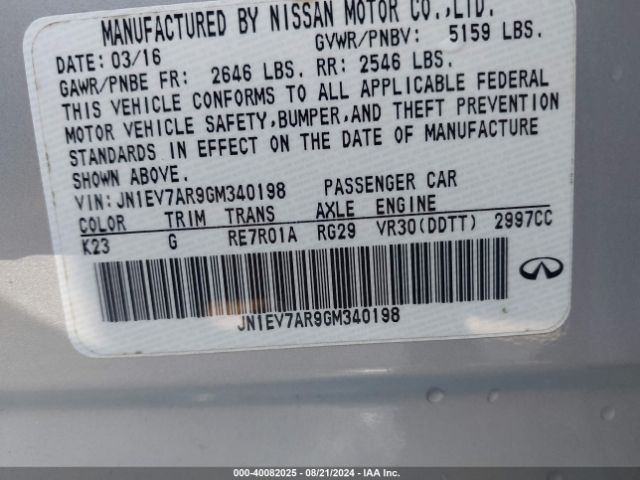 MANUFACTURED BY NISSAN MOTOR CO.,LTD.
DATE: 03/16 GVWR/PNBV: 5159 LBS.
GAWR/PNBE FR: 2646 LBS. RR: 2546 LBS.
THIS VEHICLE CONFORMS TO ALL APPLICABLE FEDERAL
MOTOR VEHICLE SAFETY,BUMPER,AND THEFT PREVENTION
STANDARDS IN EFFECT ON THE DATE OF MANUFACTURE
SHOWN ABOVE.
VIN: JN1EV7AR9GM340198 PASSENGER CAR
COLOR TRIM TRANS AXLE ENGINE
K23 G RE7R01A RG29 VR30(DDTT) 2997CC
JN1EV7AR9GM340198
000-40082025 - 08/21/2024 - IAA Inc.